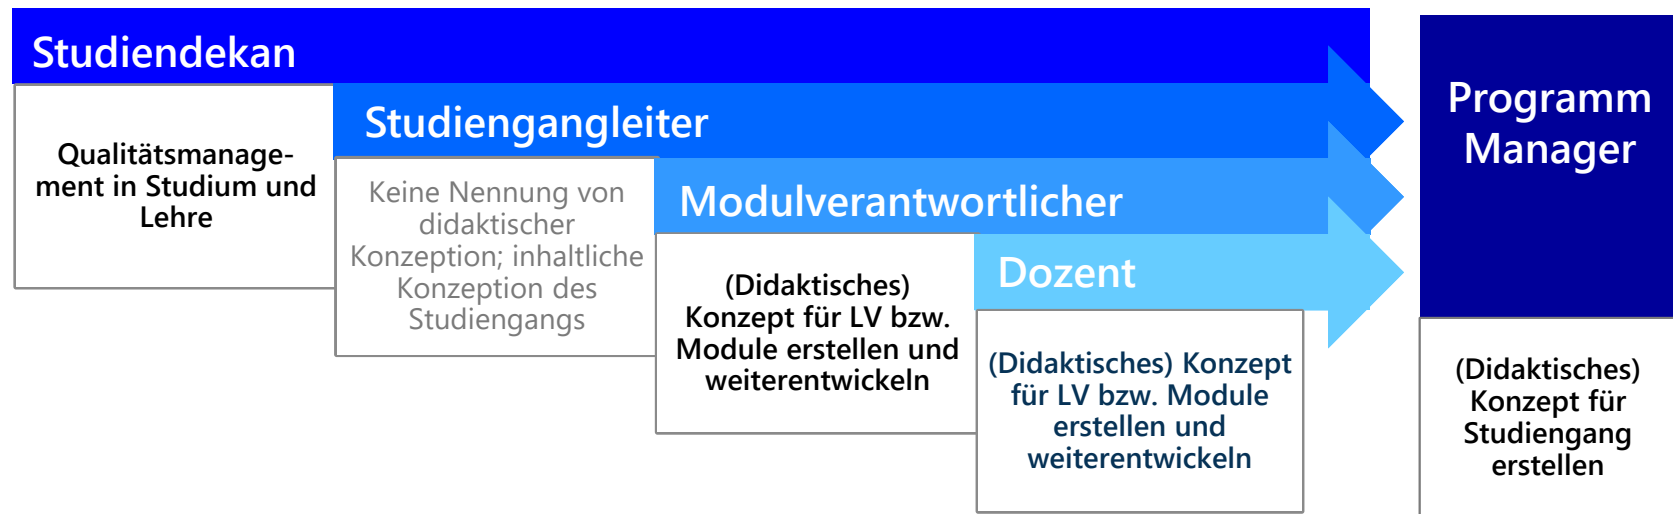 Studiendekan
Qualitätsmanage-
ment in Studium und
Lehre
Studiengangleiter
Keine Nennung von
didaktischer
Konzeption; inhaltliche
Konzeption des
Studiengangs
Modulverantwortlicher
(Didaktisches)
Konzept für LV bzw.
Module erstellen und
weiterentwickeln
Dozent
(Didaktisches) Konzept
für LV bzw. Module
erstellen und
weiterentwickeln
Programm
Manager
(Didaktisches)
Konzept für
Studiengang
erstellen